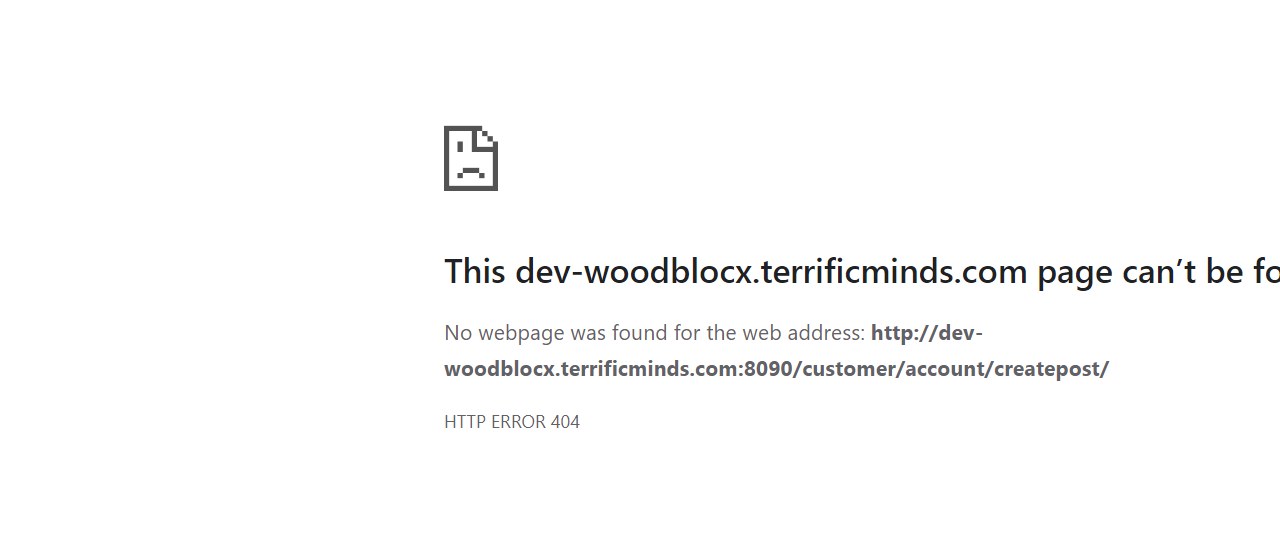 This dev-woodblocx.terrificminds.com page can’t be fo
No webpage was found for the web address: http://dev-
woodblocx.terrificminds.com:8090/customer/account/createpost/
HTTP ERROR 404